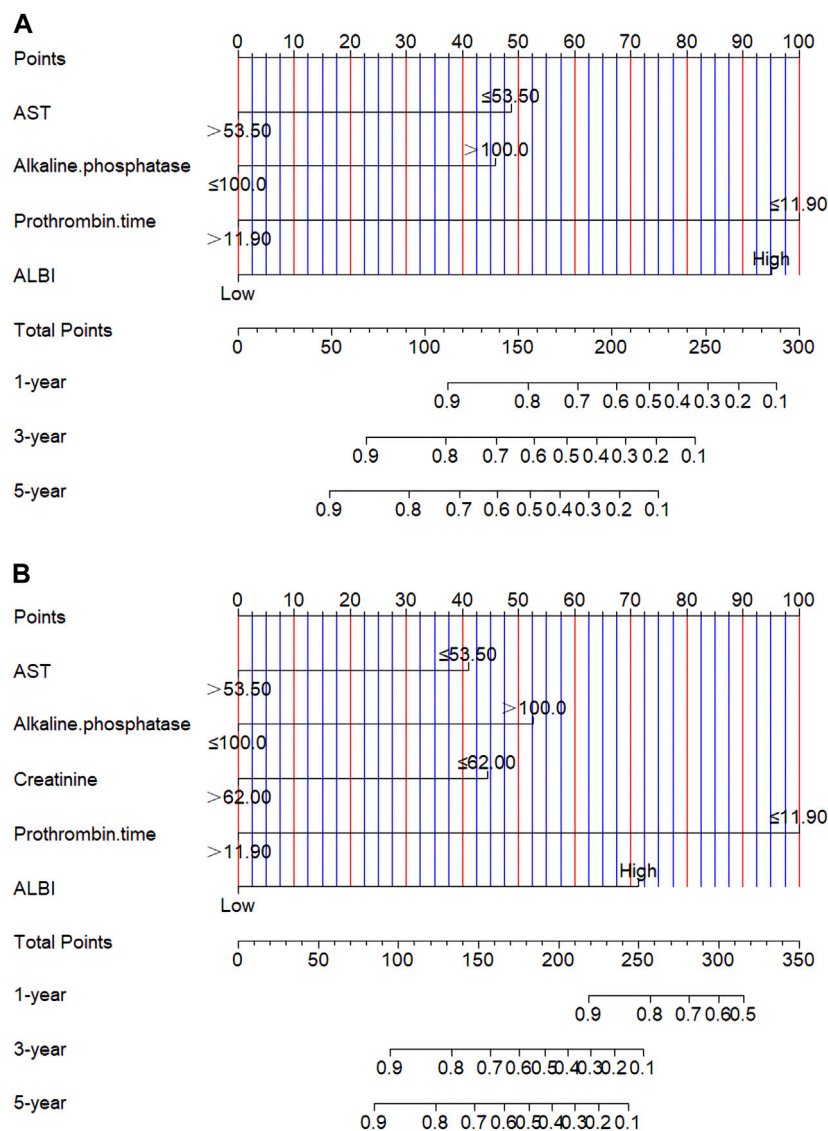 A
0 10 20 30 40 50 60 70 80 90 100
Points
≤53.50
AST
>53.50
>100.0
Alkaline.phosphatase
≤100.0
≤11.90
Prothrombin.time
>11.90
High
ALBI
Low
Total Points
0 50 100 150 200 250 300
1-year
0.9 0.8 0.7 0.6 0.5 0.4 0.3 0.2 0.1
3-year
0.9 0.8 0.7 0.6 0.5 0.4 0.3 0.2 0.1
5-year
0.9 0.8 0.7 0.6 0.5 0.4 0.3 0.2 0.1
B
0 10 20 30 40 50 60 70 80 90 100
Points
≤53.50
AST
>53.50
>100.0
Alkaline.phosphatase
≤100.0
≤62.00
Creatinine
>62.00
≤11.90
Prothrombin.time
>11.90
High
ALBI
Low
Total Points
0 50 100 150 200 250 300 350
1-year
0.9 0.8 0.7 0.6 0.5
3-year
0.9 0.8 0.7 0.6 0.5 0.4 0.3 0.2 0.1
5-year
0.9 0.8 0.7 0.6 0.5 0.4 0.3 0.2 0.1